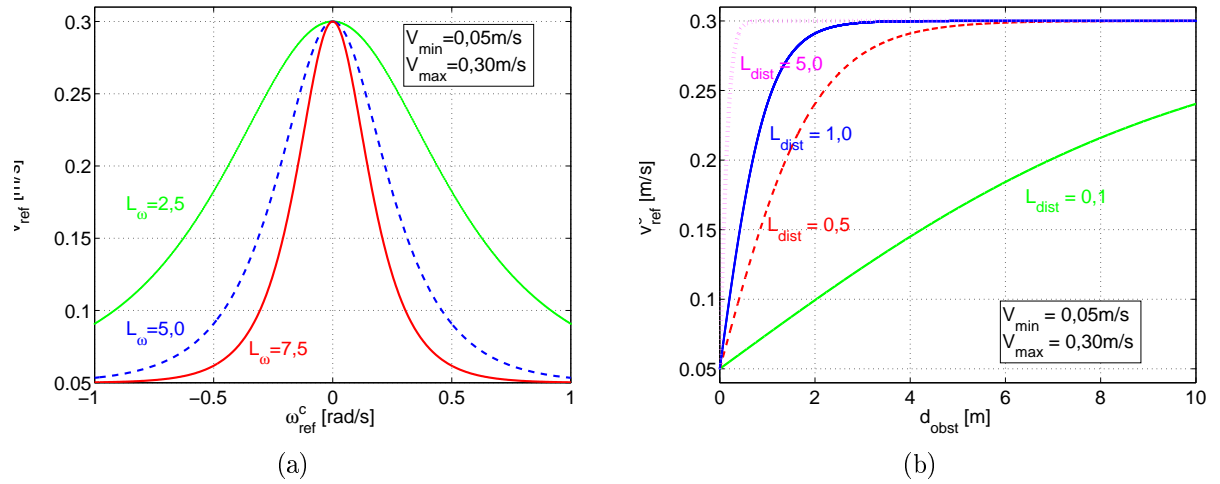 0.3
0.25
0.2
0.15
0.1
0.05
[m/s]
V_min=0,05m/s
V_max=0,30m/s
L_ω=2,5
L_ω=5,0
L_ω=7,5
−1 −0.5 0 0.5 1
ω^c_ref [rad/s]
(a)
0.3
0.25
0.2
0.15
0.1
0.05
v_ref [m/s]
L_dist = 5,0
L_dist = 1,0
L_dist = 0,5
L_dist = 0,1
V_min = 0,05m/s
V_max = 0,30m/s
0 2 4 6 8 10
d_obst [m]
(b)